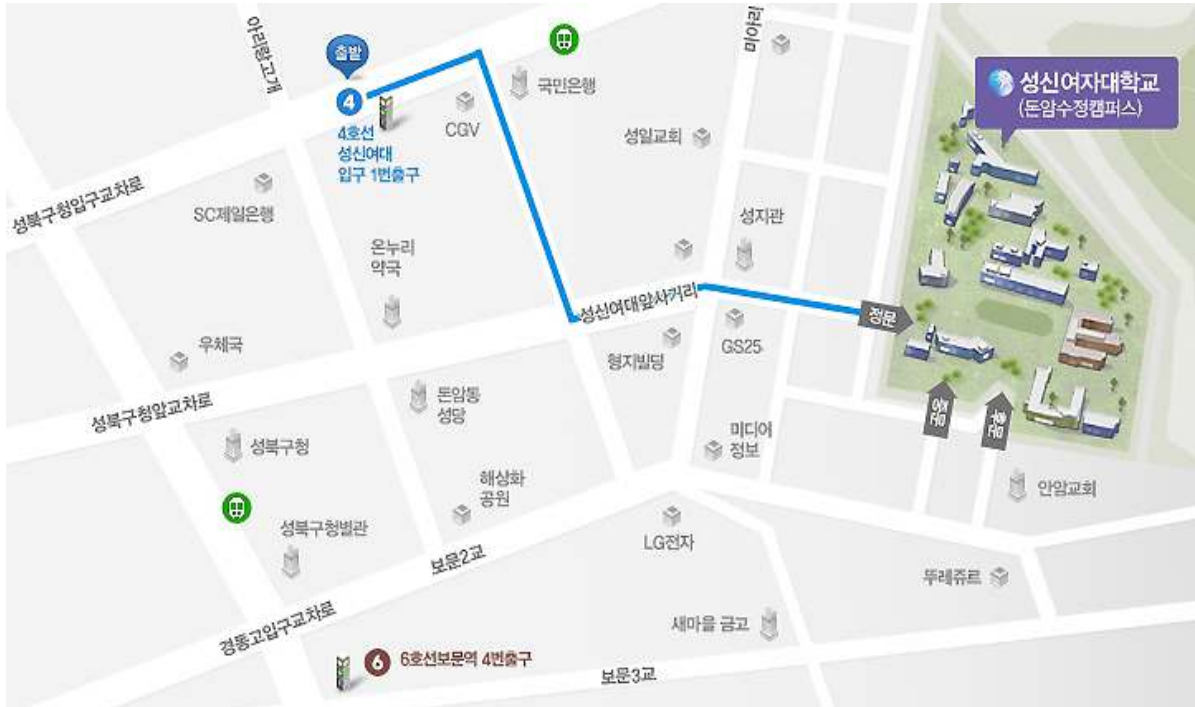 아리랑고개
출발
4
4호선
성신여대
입구 1번출구
CGV
국민은행
미아리
성신여자대학교
(돈암수정캠퍼스)
성일교회
성북구청입구교차로
SC제일은행
온누리
약국
성지관
성신여대앞사거리
정문
우체국
형지빌딩
GS25
성북구청앞교차로
돈암동
성당
중문
후문
성북구청
미디어
정보
해상화
공원
안암교회
성북구청별관
보문2교
LG전자
뚜레쥬르
경동고입구교차로
새마을 금고
6
6호선보문역 4번출구
보문3교